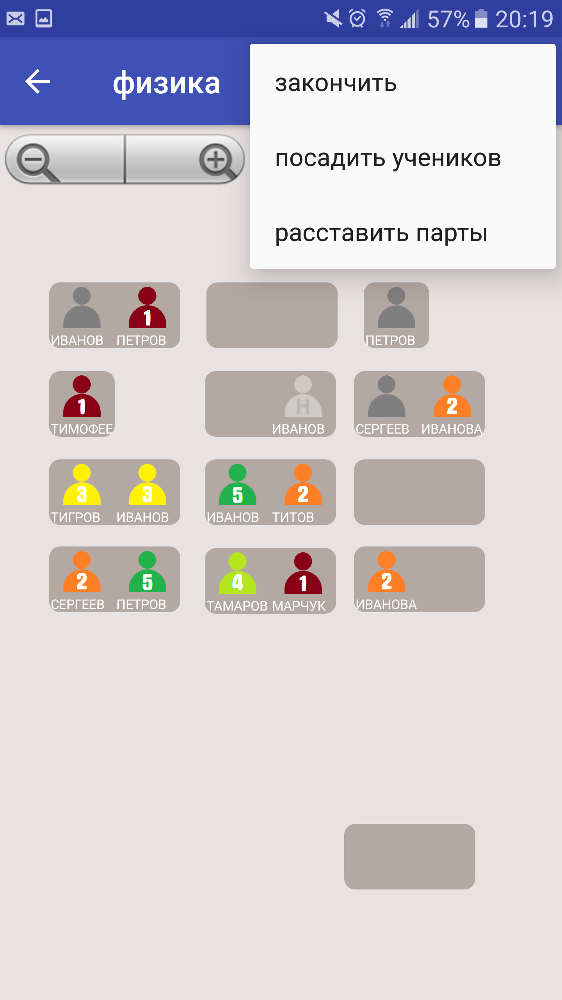 57% 20:19
физика
закончить
посадить учеников
расставить парты
1
ИВАНОВ ПЕТРОВ
ПЕТРОВ
1
ТИМОФЕЕ
Н
ИВАНОВ
2
СЕРГЕЕВ ИВАНОВА
3 3
ТИГРОВ ИВАНОВ
5 2
ИВАНОВ ТИТОВ
2 5
СЕРГЕЕВ ПЕТРОВ
4 1
ТАМАРОВ МАРЧУК
2
ИВАНОВА